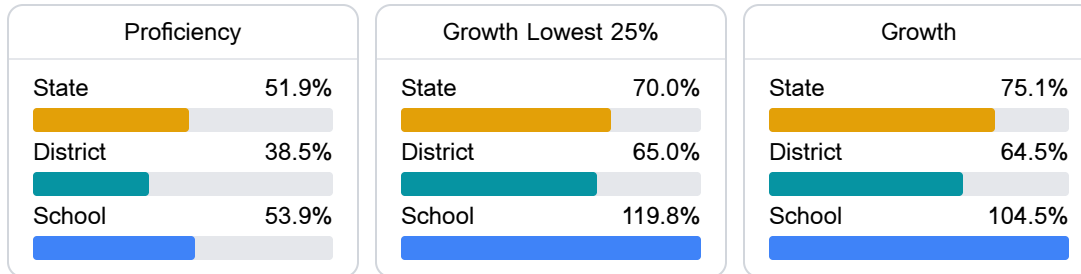 Proficiency
State 51.9%
District 38.5%
School 53.9%
Growth Lowest 25%
State 70.0%
District 65.0%
School 119.8%
Growth
State 75.1%
District 64.5%
School 104.5%